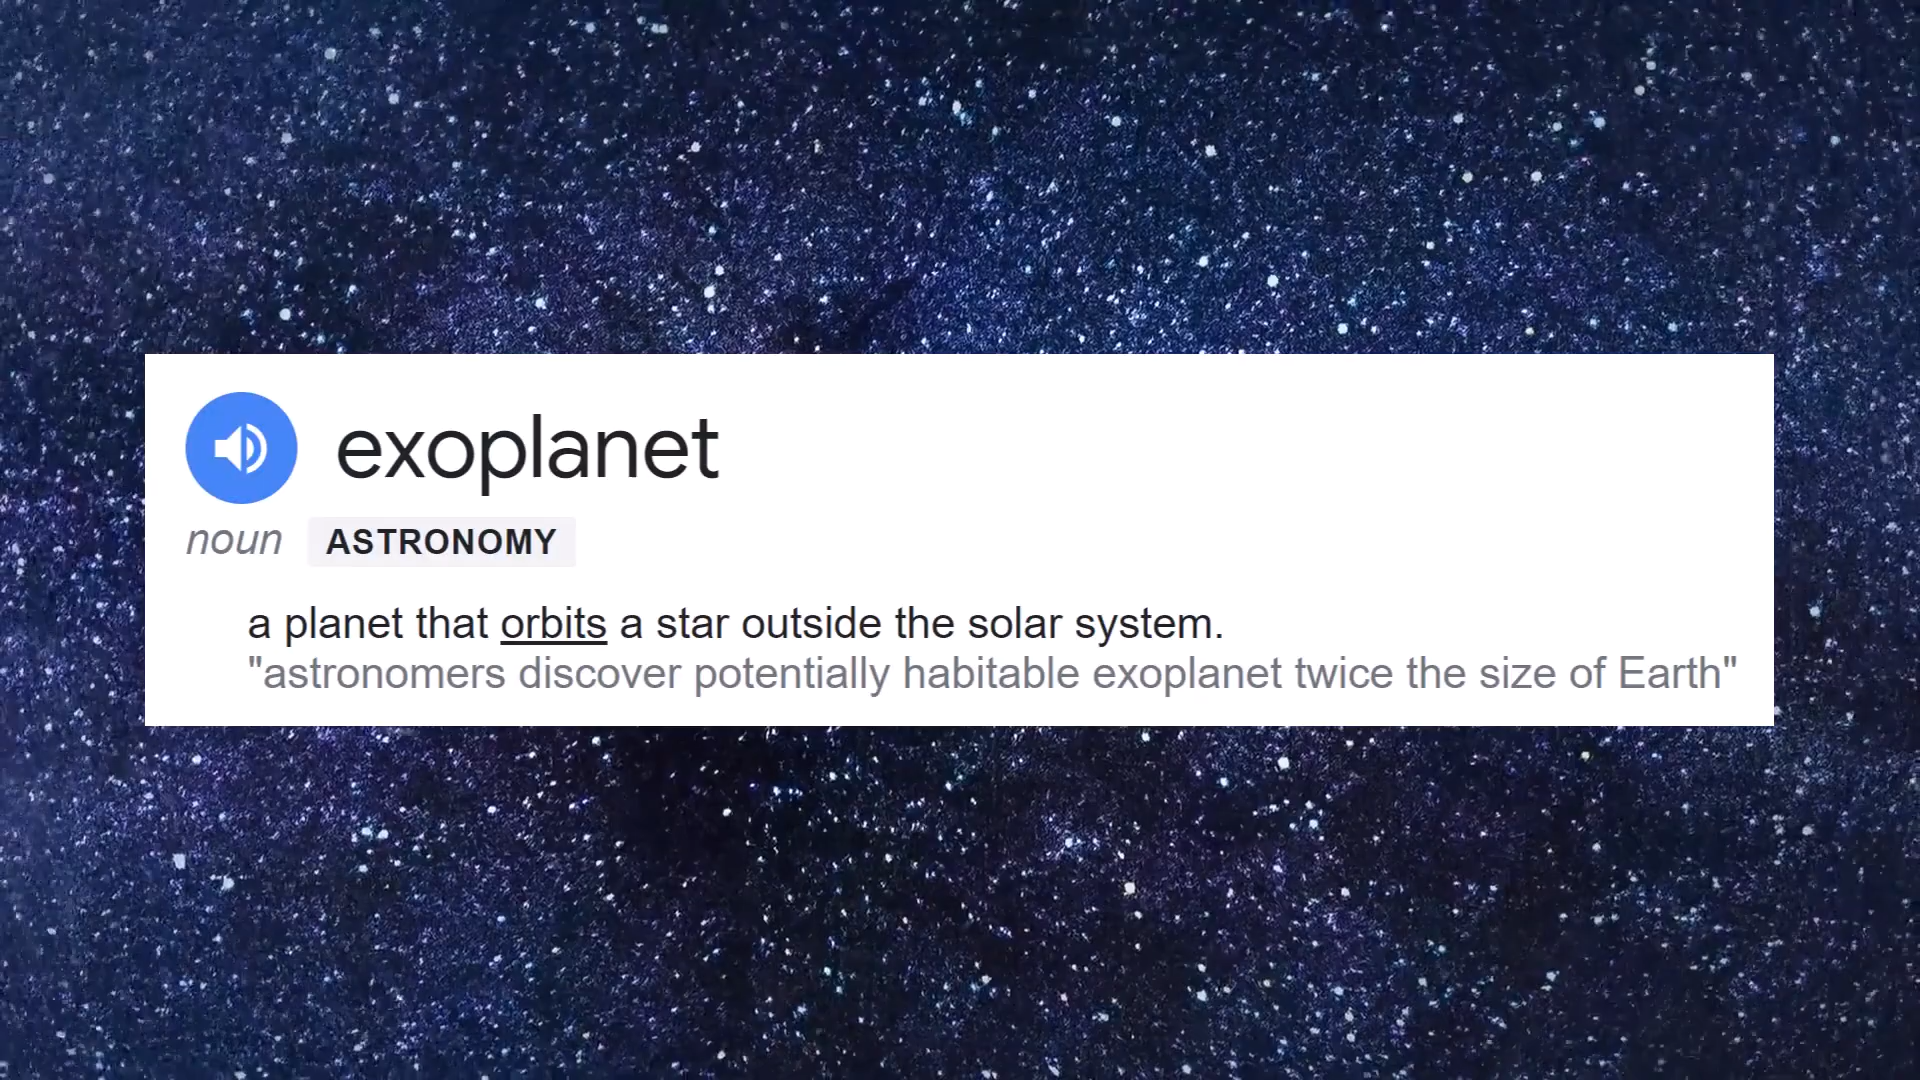 exoplanet
noun ASTRONOMY
a planet that orbits a star outside the solar system.
"astronomers discover potentially habitable exoplanet twice the size of Earth"